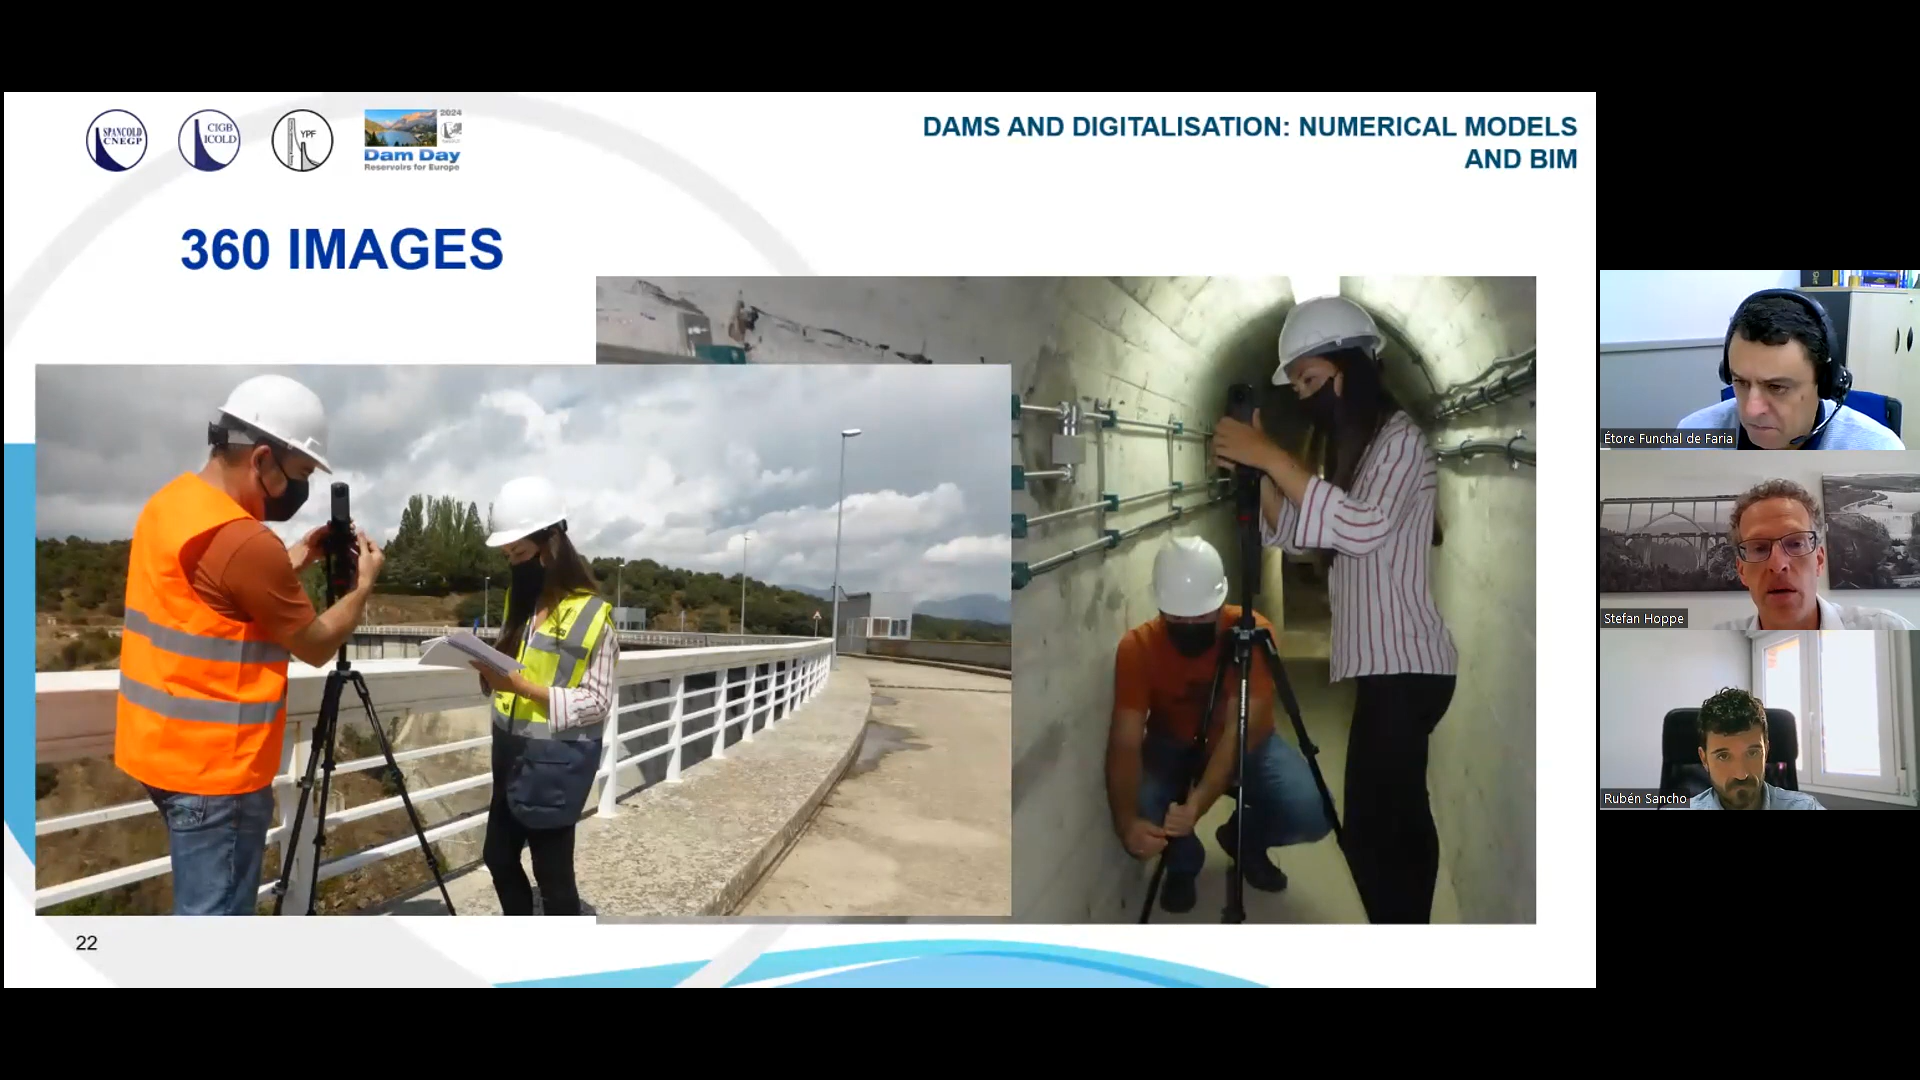 SPANCOLD
CNEGP
CIGB
ICOLD
YPF
2024
Dam Day
Reservoirs for Europe
DAMS AND DIGITALISATION: NUMERICAL MODELS
AND BIM
360 IMAGES
22
Étore Funchal de Faria
Stefan Hoppe
Rubén Sancho